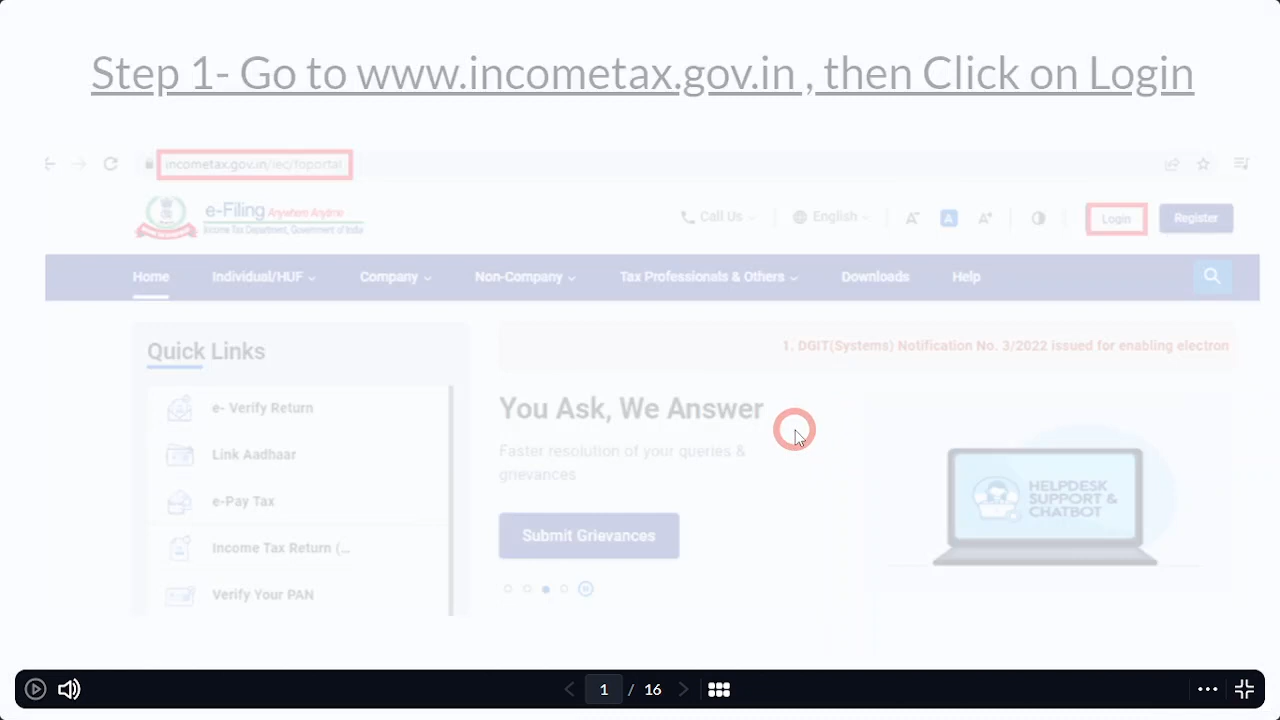 Step 1- Go to www.incometax.gov.in , then Click on Login
incometax.gov.in/iec/foportal
e-Filing Anywhere Anytime
Income Tax Department, Government of India
Call Us
English
A-
A
A+
Login
Register
Home Individual/HUF Company Non-Company Tax Professionals & Others Downloads Help
Quick Links
1. DGIT(Systems) Notification No. 3/2022 issued for enabling electron
e- Verify Return
Link Aadhaar
e-Pay Tax
Income Tax Return (...
Verify Your PAN
You Ask, We Answer
Faster resolution of your queries &
grievances
Submit Grievances
HELPDESK
SUPPORT &
CHATBOT
1 / 16